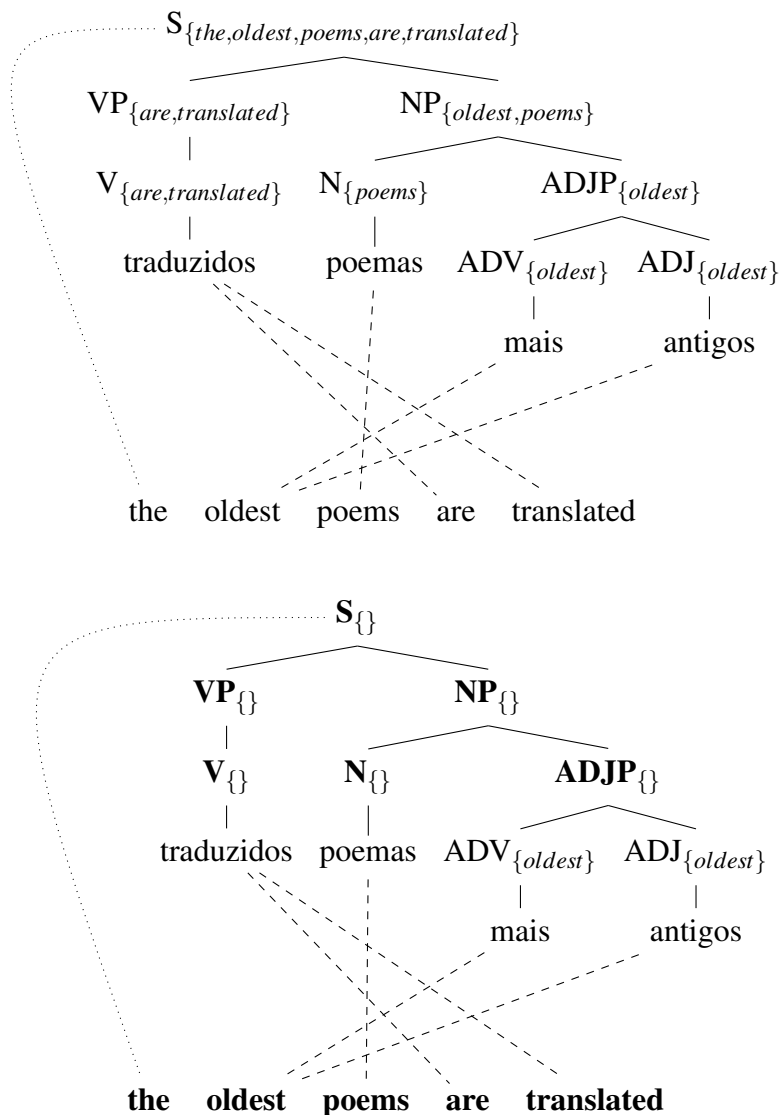 S{the,oldest,poems,are,translated}
VP{are,translated} NP{oldest,poems}
V{are,translated} N{poems} ADJP{oldest}
traduzidos poemas ADV{oldest} ADJ{oldest}
mais antigos
the oldest poems are translated
S{}
VP{} NP{}
V{} N{} ADJP{}
traduzidos poemas ADV{oldest} ADJ{oldest}
mais antigos
the oldest poems are translated